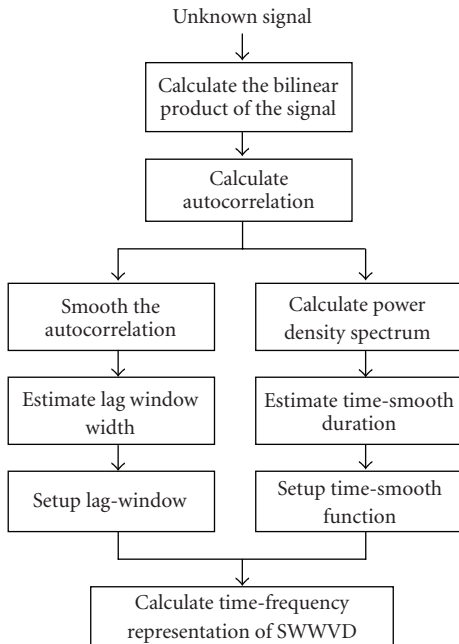 Unknown signal
Calculate the bilinear
product of the signal
Calculate
autocorrelation
Smooth the
autocorrelation
Calculate power
density spectrum
Estimate lag window
width
Estimate time-smooth
duration
Setup lag-window
Setup time-smooth
function
Calculate time-frequency
representation of SWWVD